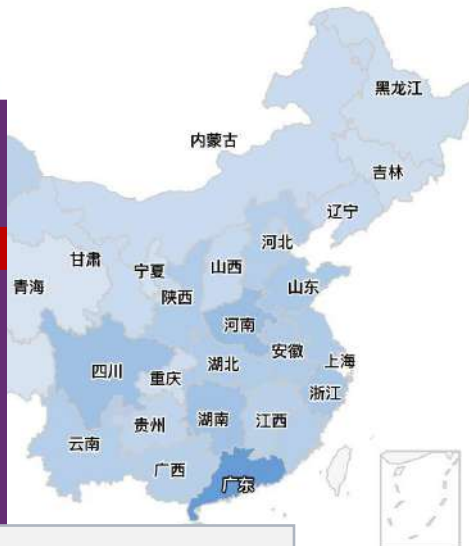 黑龙江
内蒙古
吉林
辽宁
河北
甘肃
宁夏
山西
青海
山东
陕西
河南
安徽
上海
四川
湖北
重庆
浙江
贵州
湖南
江西
云南
广西
广东